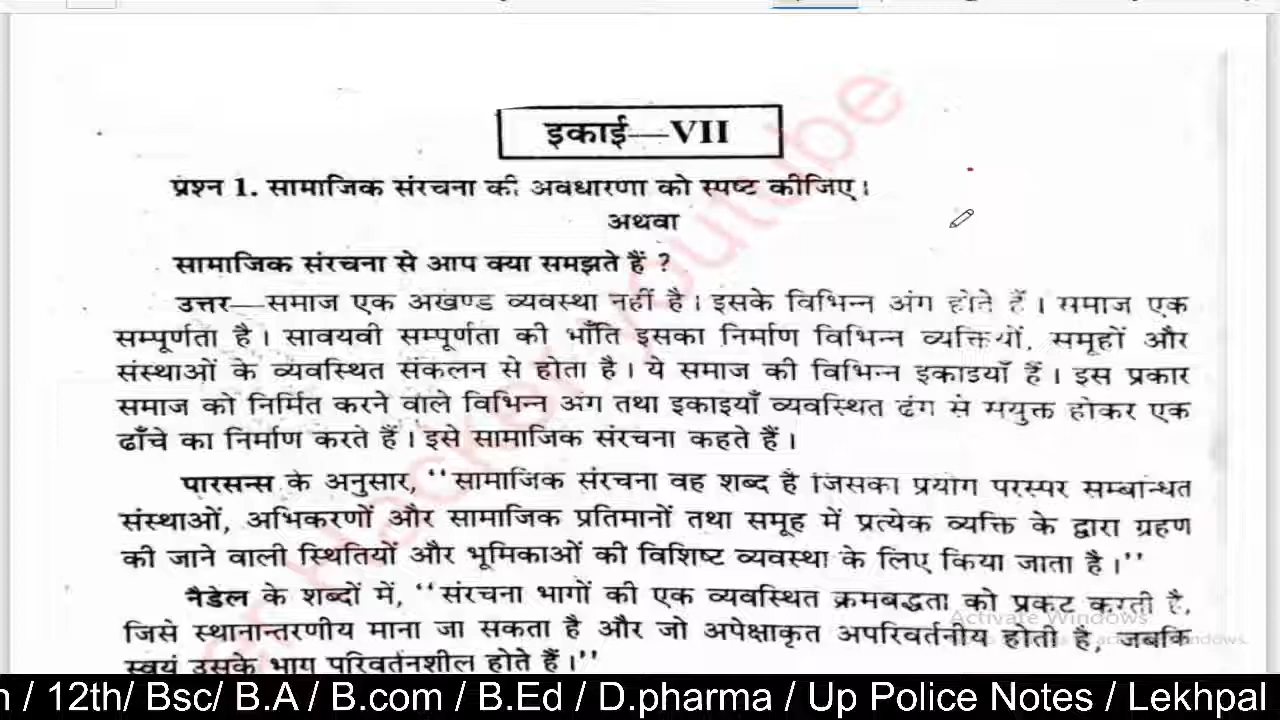 इकाई—VII
प्रश्न 1. सामाजिक संरचना की अवधारणा को स्पष्ट कीजिए।
अथवा
सामाजिक संरचना से आप क्या समझते हैं ?
उत्तर—समाज एक अखण्ड व्यवस्था नहीं है। इसके विभिन्न अंग होते हैं। समाज एक
सम्पूर्णता है। सावयवी सम्पूर्णता की भाँति इसका निर्माण विभिन्न व्यक्तियों, समूहों और
संस्थाओं के व्यवस्थित संकलन से होता है। ये समाज की विभिन्न इकाइयाँ हैं। इस प्रकार
समाज को निर्मित करने वाले विभिन्न अंग तथा इकाइयाँ व्यवस्थित ढंग से मयुक्त होकर एक
ढाँचे का निर्माण करते हैं। इसे सामाजिक संरचना कहते हैं।
पारसन्स के अनुसार, ‘‘सामाजिक संरचना वह शब्द है जिसका प्रयोग परस्पर सम्बन्धित
संस्थाओं, अभिकरणों और सामाजिक प्रतिमानों तथा समूह में प्रत्येक व्यक्ति के द्वारा ग्रहण
की जाने वाली स्थितियों और भूमिकाओं की विशिष्ट व्यवस्था के लिए किया जाता है।’’
नैडेल के शब्दों में, ‘‘संरचना भागों की एक व्यवस्थित क्रमबद्धता को प्रकट करती है,
जिसे स्थानान्तरणीय माना जा सकता है और जो अपेक्षाकृत अपरिवर्तनीय होती है, जबकि
स्वयं उसके भाग परिवर्तनशील होते हैं।’’
Hacker youtube
Activate Windows
/ 12th/ Bsc/ B.A / B.com / B.Ed / D.pharma / Up Police Notes / Lekhpal